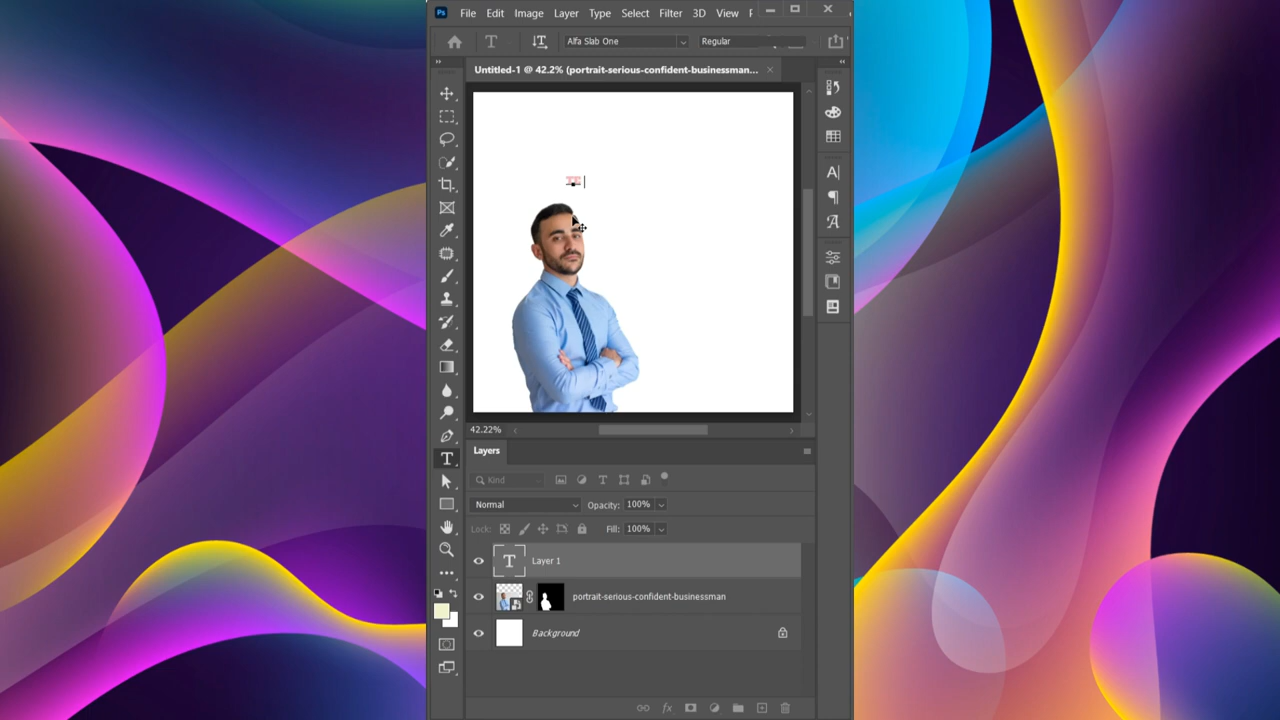 Ps File Edit Image Layer Type Select Filter 3D View
T Alfa Slab One Regular
Untitled-1 @ 42.2% (portrait-serious-confident-businessman...
42.22%
Layers
Kind
Normal Opacity: 100%
Lock: Fill: 100%
T Layer 1
portrait-serious-confident-businessman
Background